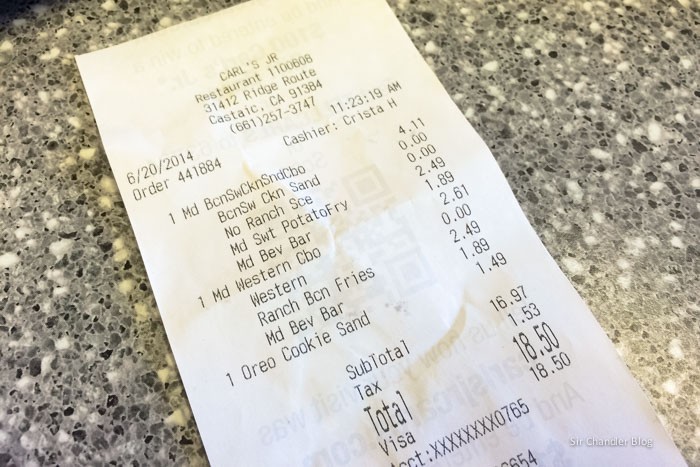 CARL'S JR
Restaurant 1100608
31412 Ridge Route
Castaic, CA 91384
(661)257-3747
6/20/2014 11:23:19 AM
Order 441684 Cashier: Crista H
1 Md BcnSwCknSndCbo 4.11
BcnSw Ckn Sand 0.00
No Ranch Sce 0.00
Md Swt PotatoFry 2.49
Md Bev Bar 1.89
1 Md Western Cbo 2.61
Western 0.00
Ranch Bcn Fries 2.49
Md Bev Bar 1.89
1 Oreo Cookie Sand 1.49
SubTotal 16.97
Tax 1.53
Total 18.50
Visa 18.50
Acct:XXXXXXXX0765
Sir Chandler Blog